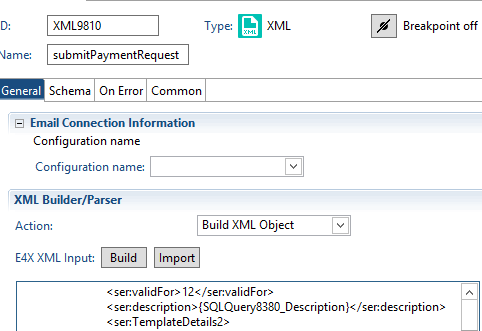 ID: XML9810 Type: XML XML Breakpoint off
Name: submitPaymentRequest
General Schema On Error Common
Email Connection Information
Configuration name
Configuration name:
XML Builder/Parser
Action: Build XML Object
E4X XML Input: Build Import
<ser:validFor>12</ser:validFor>
<ser:description>{SQLQuery8380_Description}</ser:description>
<ser:TemplateDetails2>